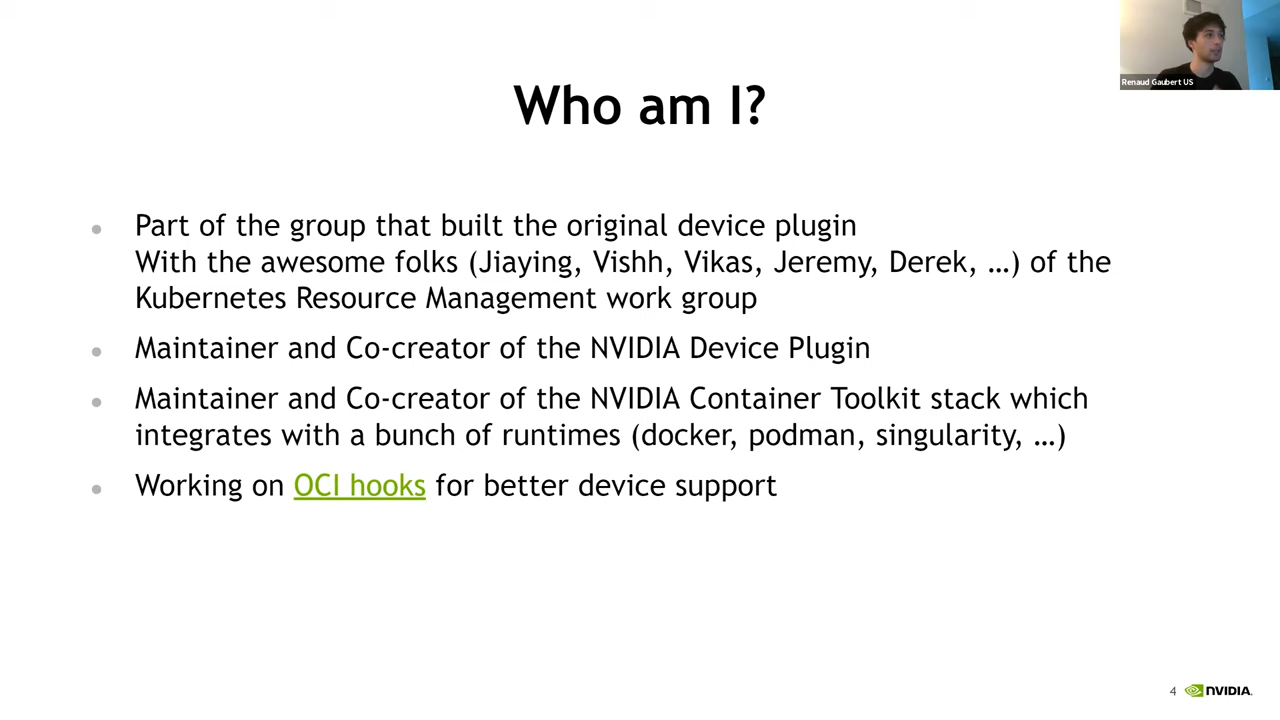 Renaud Gaubert US
Who am I?
Part of the group that built the original device plugin
With the awesome folks (Jiaying, Vishh, Vikas, Jeremy, Derek, …) of the
Kubernetes Resource Management work group
Maintainer and Co-creator of the NVIDIA Device Plugin
Maintainer and Co-creator of the NVIDIA Container Toolkit stack which
integrates with a bunch of runtimes (docker, podman, singularity, …)
Working on OCI hooks for better device support
4 NVIDIA.